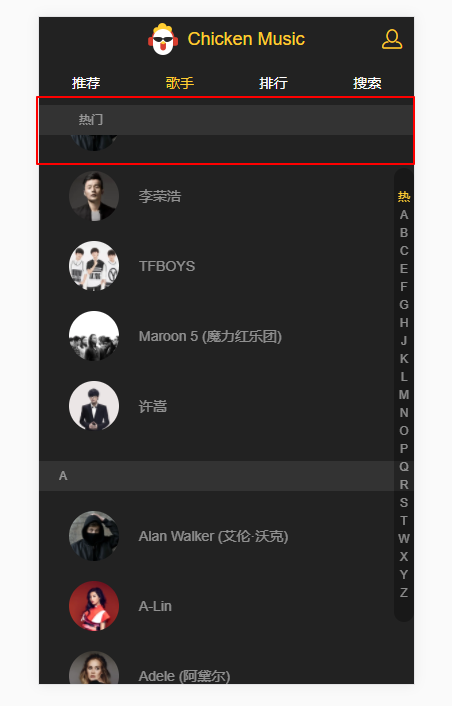 Chicken Music
推荐 歌手 排行 搜索
热门
李荣浩
TFBOYS
Maroon 5 (魔力红乐团)
许嵩
A
Alan Walker (艾伦·沃克)
A-Lin
Adele (阿黛尔)
热
A
B
C
E
F
G
H
J
K
L
M
N
O
P
Q
R
S
T
W
X
Y
Z